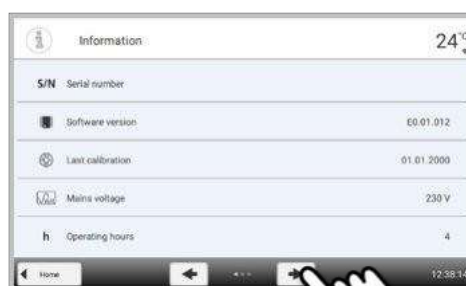 Information 24°C
S/N Serial number
Software version E0.01.012
Last calibration 01.01.2000
Mains voltage 230 V
h Operating hours 4
Home 12:38:14